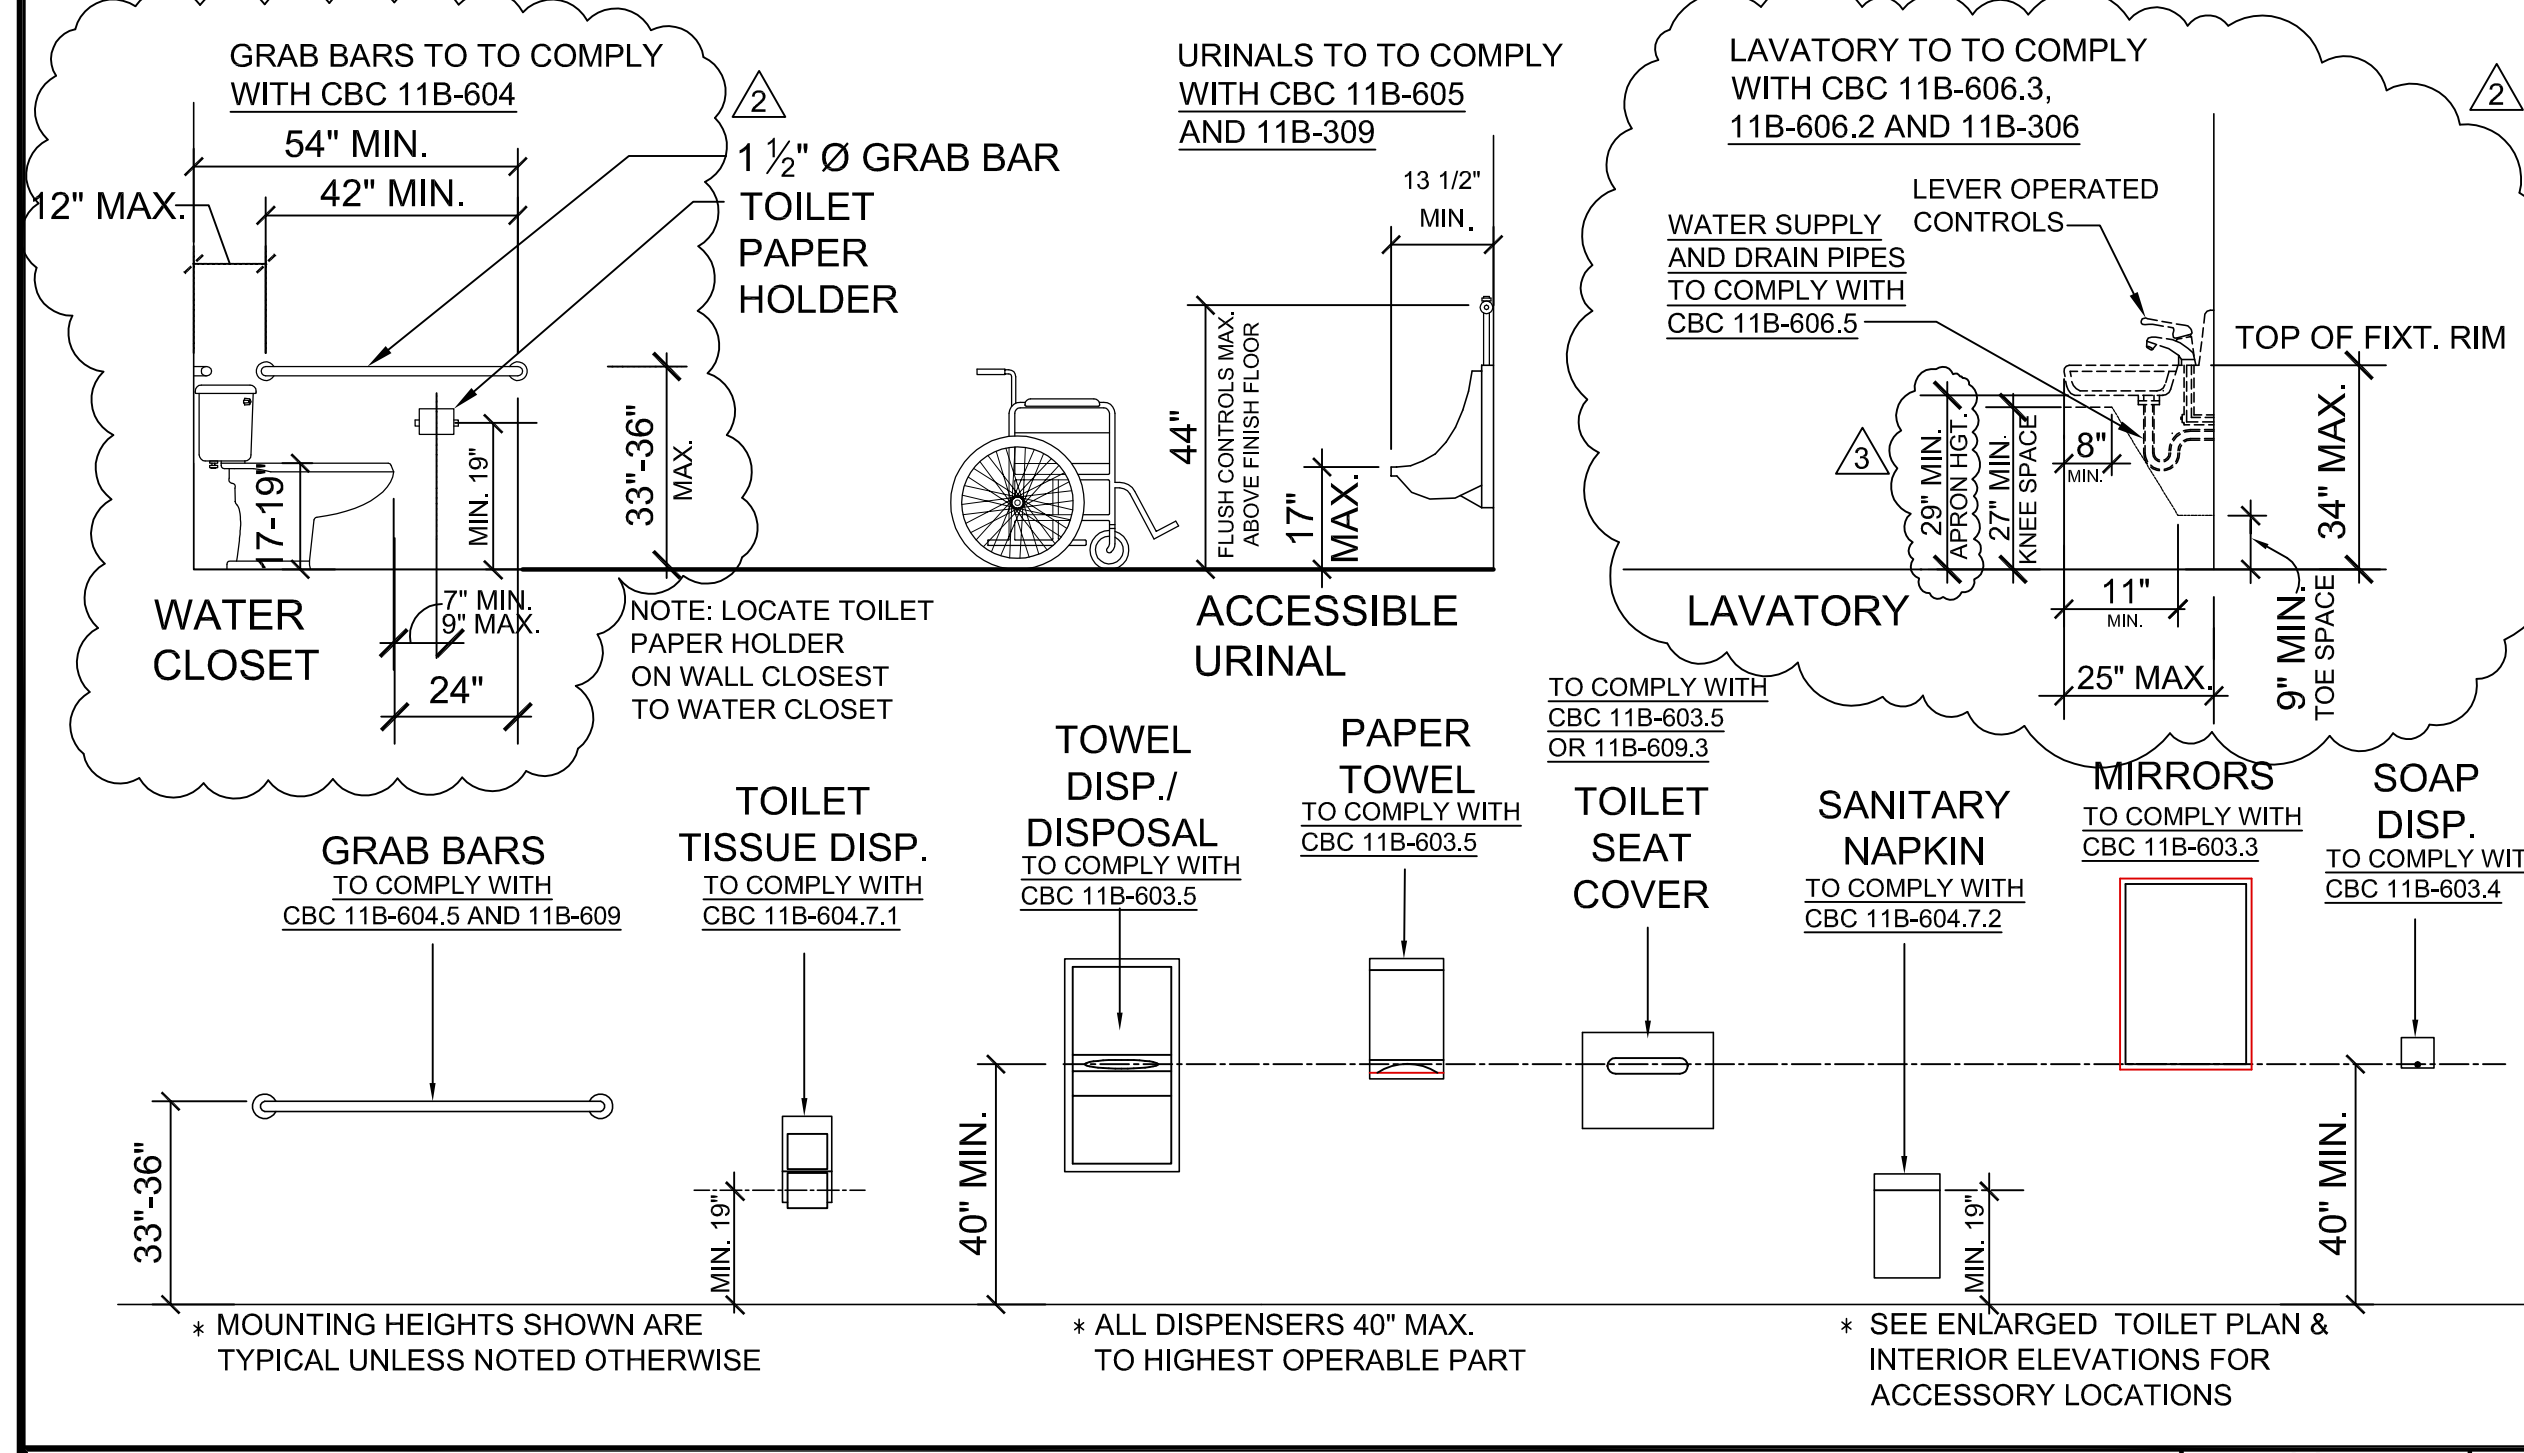 GRAB BARS TO TO COMPLY
WITH CBC 11B-604
54" MIN.
42" MIN.
12" MAX.
2
1 ½" Ø GRAB BAR
TOILET
PAPER
HOLDER
33"-36"
MAX.
MIN. 19"
17-19"
7" MIN.
9" MAX.
24"
WATER
CLOSET
NOTE: LOCATE TOILET
PAPER HOLDER
ON WALL CLOSEST
TO WATER CLOSET
URINALS TO TO COMPLY
WITH CBC 11B-605
AND 11B-309
13 1/2"
MIN.
44"
FLUSH CONTROLS MAX.
ABOVE FINISH FLOOR
17"
MAX.
ACCESSIBLE
URINAL
LAVATORY TO TO COMPLY
WITH CBC 11B-606.3,
11B-606.2 AND 11B-306
2
LEVER OPERATED
CONTROLS
WATER SUPPLY
AND DRAIN PIPES
TO COMPLY WITH
CBC 11B-606.5
TOP OF FIXT. RIM
3
29" MIN.
APRON HGT.
27" MIN.
KNEE SPACE
8"
MIN.
34" MAX.
11"
MIN.
25" MAX.
9" MIN.
TOE SPACE
LAVATORY
GRAB BARS
TO COMPLY WITH
CBC 11B-604.5 AND 11B-609
TOILET
TISSUE DISP.
TO COMPLY WITH
CBC 11B-604.7.1
TOWEL
DISP./
DISPOSAL
TO COMPLY WITH
CBC 11B-603.5
PAPER
TOWEL
TO COMPLY WITH
CBC 11B-603.5
TO COMPLY WITH
CBC 11B-603.5
OR 11B-609.3
TOILET
SEAT
COVER
SANITARY
NAPKIN
TO COMPLY WITH
CBC 11B-604.7.2
MIRRORS
TO COMPLY WITH
CBC 11B-603.3
SOAP
DISP.
TO COMPLY WIT
CBC 11B-603.4
33"-36"
MIN. 19"
40" MIN.
MIN. 19"
40" MIN.
* MOUNTING HEIGHTS SHOWN ARE
TYPICAL UNLESS NOTED OTHERWISE
* ALL DISPENSERS 40" MAX.
TO HIGHEST OPERABLE PART
* SEE ENLARGED TOILET PLAN &
INTERIOR ELEVATIONS FOR
ACCESSORY LOCATIONS